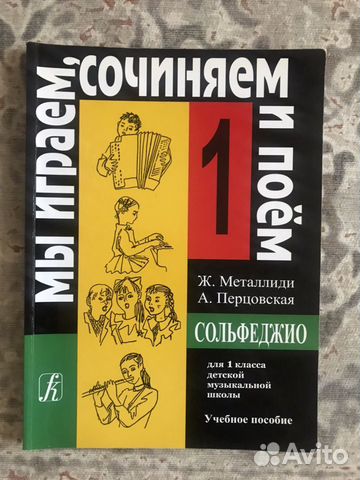 мы играем,
сочиняем
и поём
1
Ж. Металлиди
А. Перцовская
СОЛЬФЕДЖИО
для 1 класса
детской
музыкальной
школы
Учебное пособие
Avito